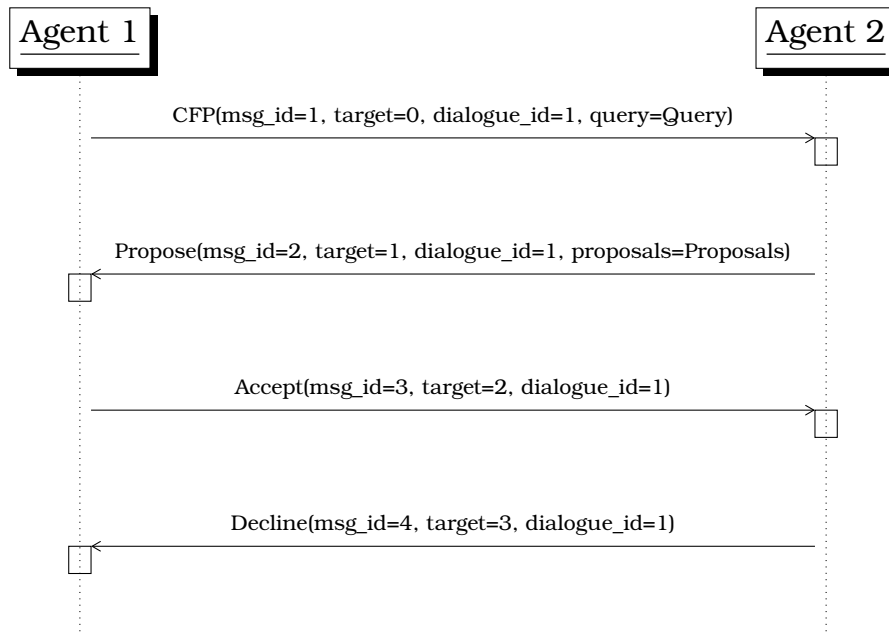 Agent 1
Agent 2
CFP(msg_id=1, target=0, dialogue_id=1, query=Query)
Propose(msg_id=2, target=1, dialogue_id=1, proposals=Proposals)
Accept(msg_id=3, target=2, dialogue_id=1)
Decline(msg_id=4, target=3, dialogue_id=1)